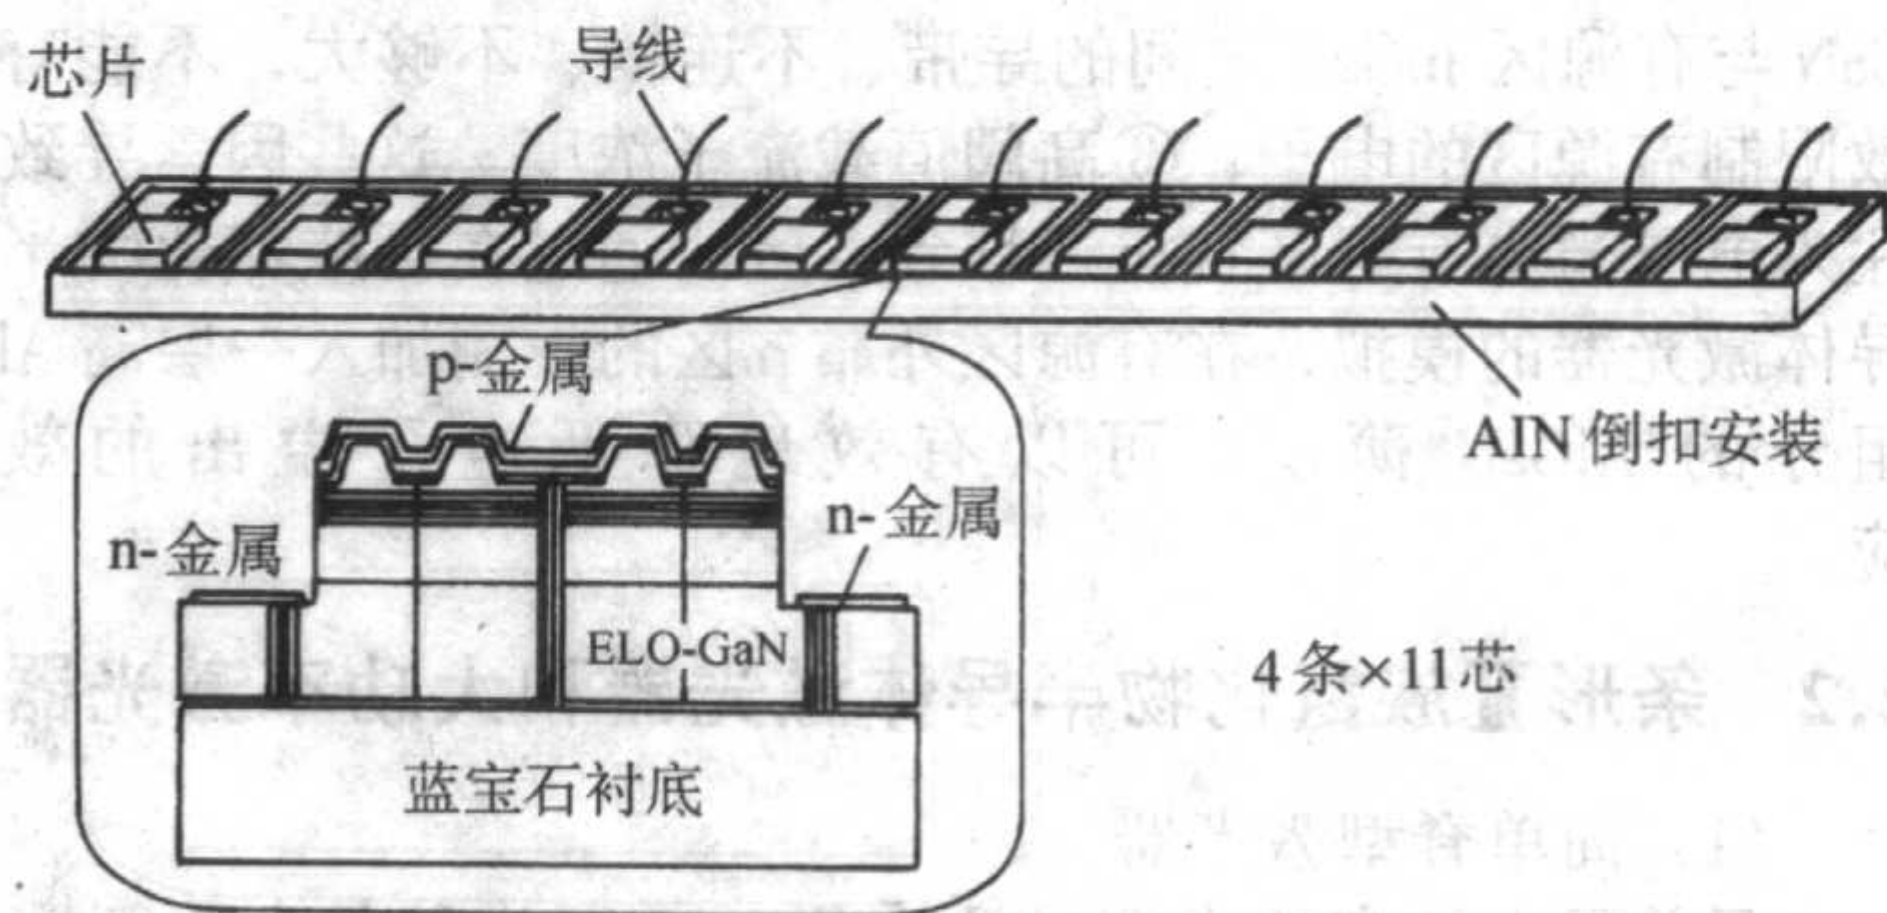 芯片
导线
AIN 倒扣安装
p-金属
n-金属
n-金属
ELO-GaN
蓝宝石衬底
4条×11芯